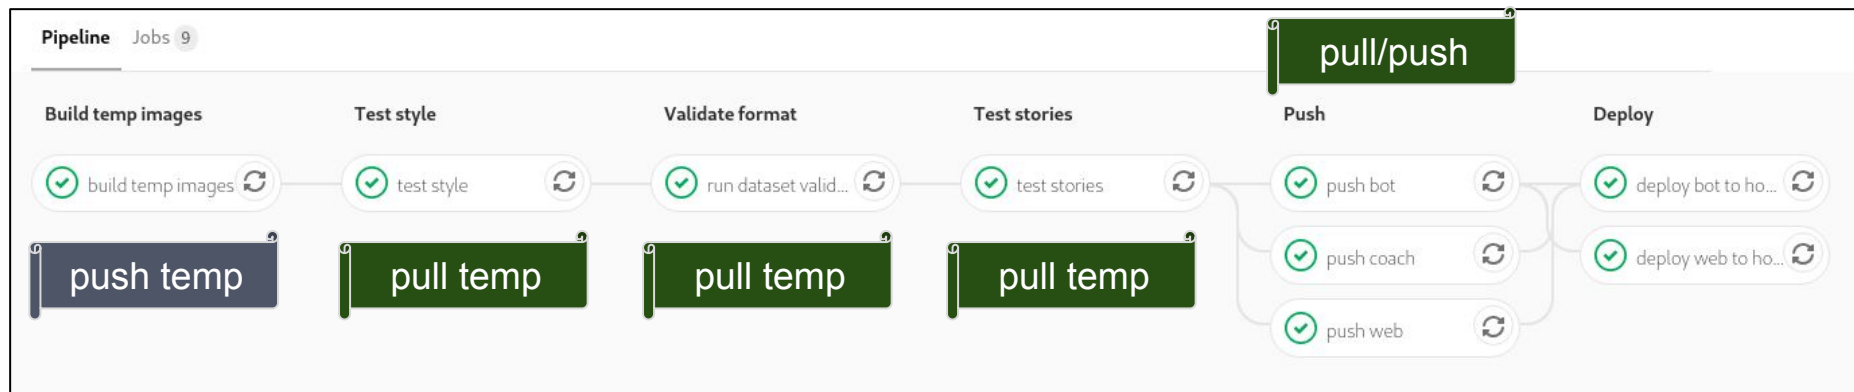 Pipeline Jobs 9
pull/push
Build temp images Test style Validate format Test stories Push Deploy
build temp images test style run dataset valid... test stories push bot deploy bot to ho...
push temp pull temp pull temp pull temp push coach deploy web to ho...
push web